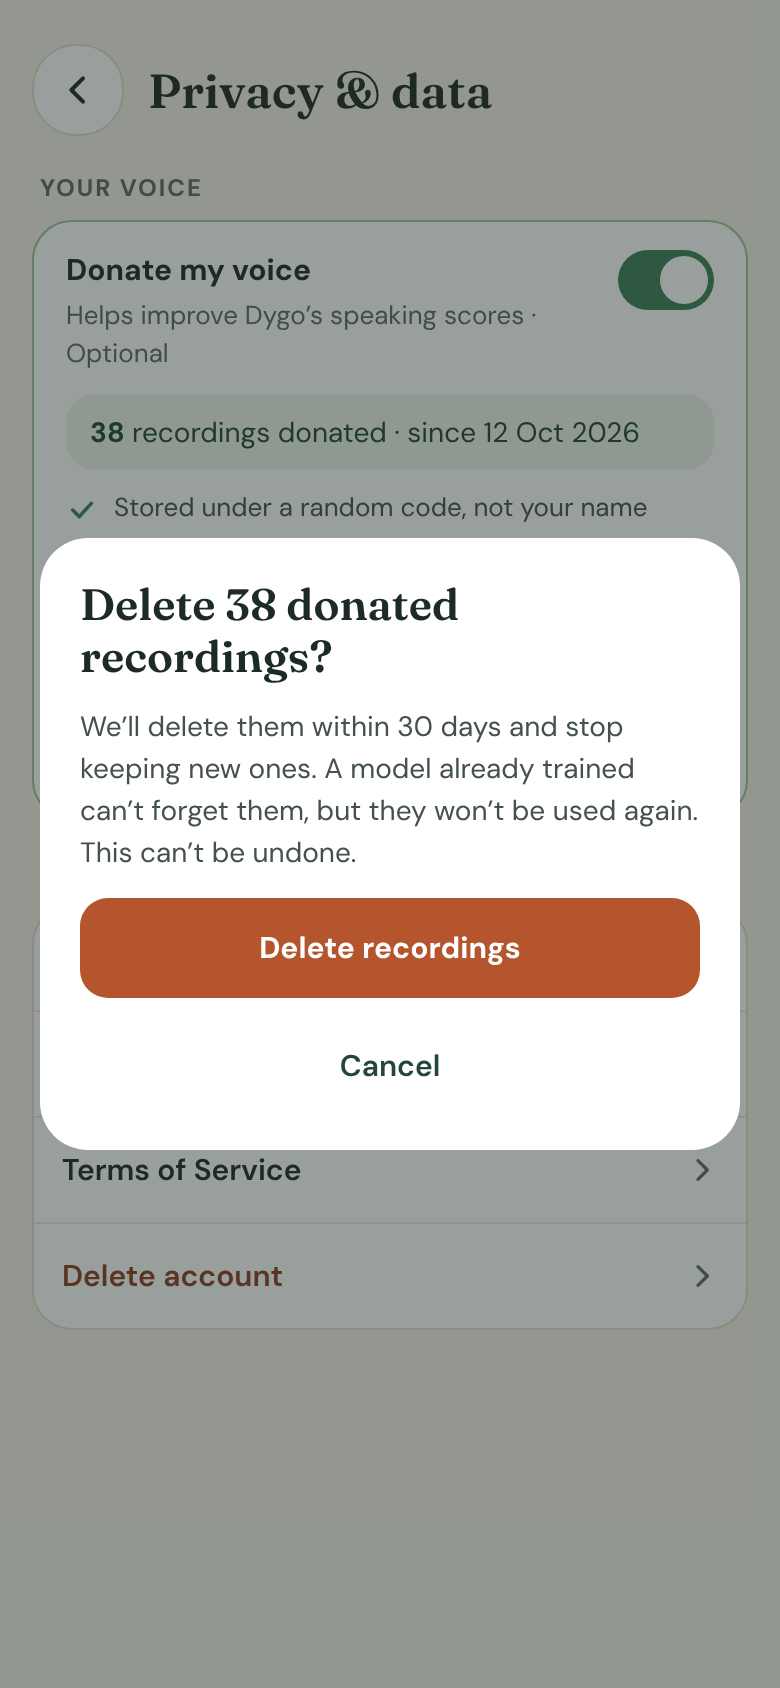 Privacy & data
YOUR VOICE
Donate my voice
Helps improve Dygo’s speaking scores ·
Optional
38 recordings donated · since 12 Oct 2026
Stored under a random code, not your name
Delete 38 donated
recordings?
We’ll delete them within 30 days and stop
keeping new ones. A model already trained
can’t forget them, but they won’t be used again.
This can’t be undone.
Delete recordings
Cancel
Terms of Service
Delete account